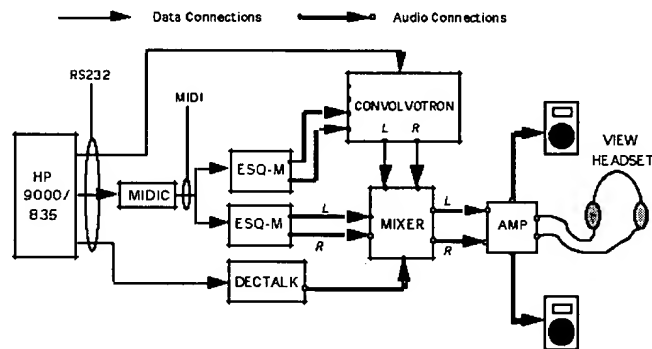 Data Connections
Audio Connections
RS232
MIDI
CONVOLVOTRON
L R
VIEW
HEADSET
HP
9000/
835
MIDIC
ESQ-M
ESQ-M
L
R
MIXER
L
R
AMP
DECTALK